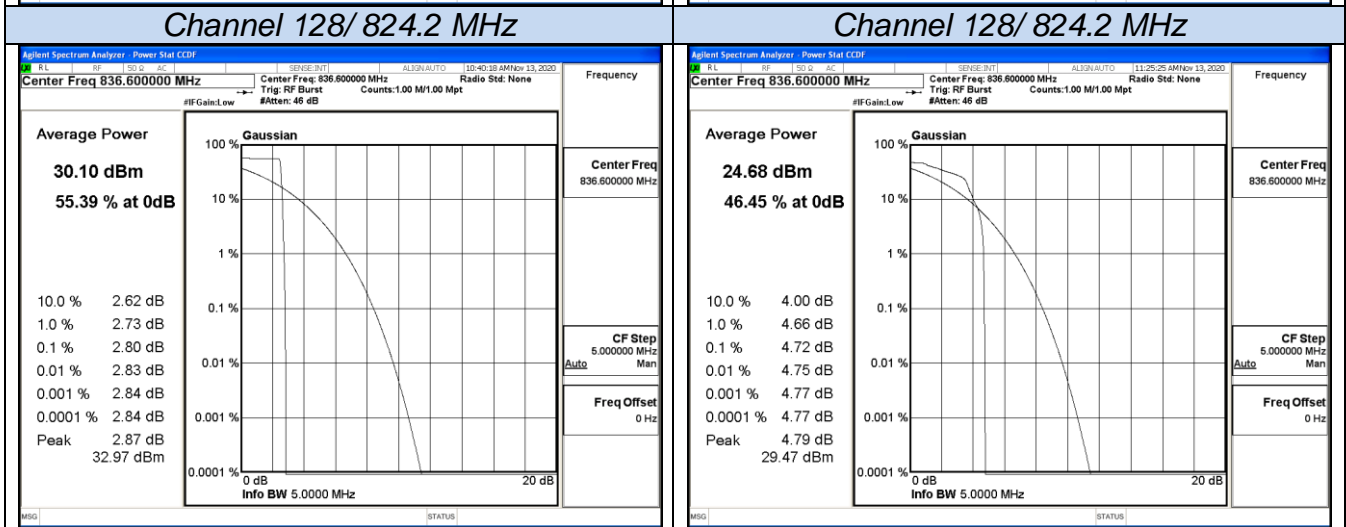 Channel 128/ 824.2 MHz
Agilent Spectrum Analyzer - Power Stat CCDF
RL RF 50 Ω AC SENSE:INT ALIGNAUTO 10:40:18 AM Nov 13, 2020
Center Freq 836.600000 MHz
Center Freq: 836.600000 MHz Radio Std: None
Trig: RF Burst Counts:1.00 M/1.00 Mpt
#IFGain:Low #Atten: 46 dB
Frequency
Average Power
30.10 dBm
55.39 % at 0dB
10.0 % 2.62 dB
1.0 % 2.73 dB
0.1 % 2.80 dB
0.01 % 2.83 dB
0.001 % 2.84 dB
0.0001 % 2.84 dB
Peak 2.87 dB
32.97 dBm
Gaussian
100 %
10 %
1 %
0.1 %
0.01 %
0.001 %
0.0001 %
0 dB 20 dB
Info BW 5.0000 MHz
Center Freq
836.600000 MHz
CF Step
5.000000 MHz
Auto Man
Freq Offset
0 Hz
MSG STATUS
Channel 128/ 824.2 MHz
Agilent Spectrum Analyzer - Power Stat CCDF
RL RF 50 Ω AC SENSE:INT ALIGNAUTO 11:25:25 AM Nov 13, 2020
Center Freq 836.600000 MHz
Center Freq: 836.600000 MHz Radio Std: None
Trig: RF Burst Counts:1.00 M/1.00 Mpt
#IFGain:Low #Atten: 46 dB
Frequency
Average Power
24.68 dBm
46.45 % at 0dB
10.0 % 4.00 dB
1.0 % 4.66 dB
0.1 % 4.72 dB
0.01 % 4.75 dB
0.001 % 4.77 dB
0.0001 % 4.77 dB
Peak 4.79 dB
29.47 dBm
Gaussian
100 %
10 %
1 %
0.1 %
0.01 %
0.001 %
0.0001 %
0 dB 20 dB
Info BW 5.0000 MHz
Center Freq
836.600000 MHz
CF Step
5.000000 MHz
Auto Man
Freq Offset
0 Hz
MSG STATUS